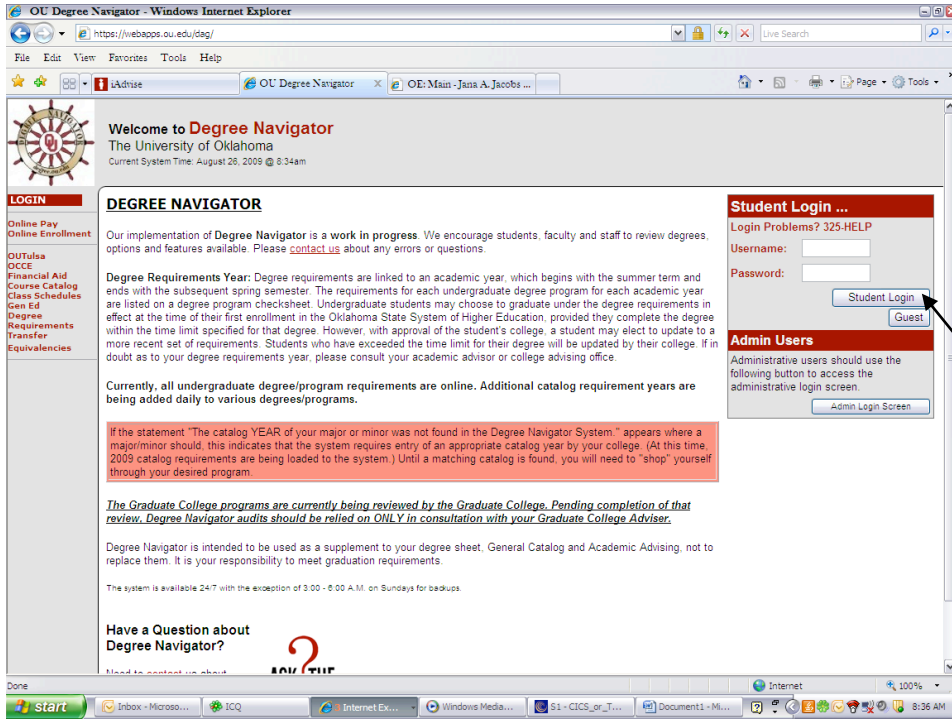 OU Degree Navigator - Windows Internet Explorer
https://webapps.ou.edu/dag/
Live Search
File Edit View Favorites Tools Help
iAdvise
OU Degree Navigator
OE: Main - Jana A. Jacobs ...
Page Tools
DEGREE NAVIGATOR
OU
Welcome to Degree Navigator
The University of Oklahoma
Current System Time: August 26, 2009 @ 8:34am
LOGIN
Online Pay
Online Enrollment
OUTulsa
OCCE
Financial Aid
Course Catalog
Class Schedules
Gen Ed
Degree
Requirements
Transfer
Equivalencies
DEGREE NAVIGATOR
Our implementation of Degree Navigator is a work in progress. We encourage students, faculty and staff to review degrees,
options and features available. Please contact us about any errors or questions.
Degree Requirements Year: Degree requirements are linked to an academic year, which begins with the summer term and
ends with the subsequent spring semester. The requirements for each undergraduate degree program for each academic year
are listed on a degree program checksheet. Undergraduate students may choose to graduate under the degree requirements in
effect at the time of their first enrollment in the Oklahoma State System of Higher Education, provided they complete the degree
within the time limit specified for that degree. However, with approval of the student's college, a student may elect to update to a
more recent set of requirements. Students who have exceeded the time limit for their degree will be updated by their college. If in
doubt as to your degree requirements year, please consult your academic advisor or college advising office.
Currently, all undergraduate degree/program requirements are online. Additional catalog requirement years are
being added daily to various degrees/programs.
If the statement "The catalog YEAR of your major or minor was not found in the Degree Navigator System." appears where a
major/minor should, this indicates that the system requires entry of an appropriate catalog year by your college. (At this time,
2009 catalog requirements are being loaded to the system.) Until a matching catalog is found, you will need to "shop" yourself
through your desired program.
The Graduate College programs are currently being reviewed by the Graduate College. Pending completion of that
review, Degree Navigator audits should be relied on ONLY in consultation with your Graduate College Adviser.
Degree Navigator is intended to be used as a supplement to your degree sheet, General Catalog and Academic Advising, not to
replace them. It is your responsibility to meet graduation requirements.
The system is available 24/7 with the exception of 3:00 - 6:00 A.M. on Sundays for backups.
Have a Question about
Degree Navigator?
Need to contact us about
ASK THE
Student Login ...
Login Problems? 325-HELP
Username:
Password:
Student Login
Guest
Admin Users
Administrative users should use the
following button to access the
administrative login screen.
Admin Login Screen
Done
Internet
100%
start
Inbox - Microso...
ICQ
3 Internet Ex...
Windows Media...
S1 - CICS_or_T...
Document1 - Mi...
8:36 AM